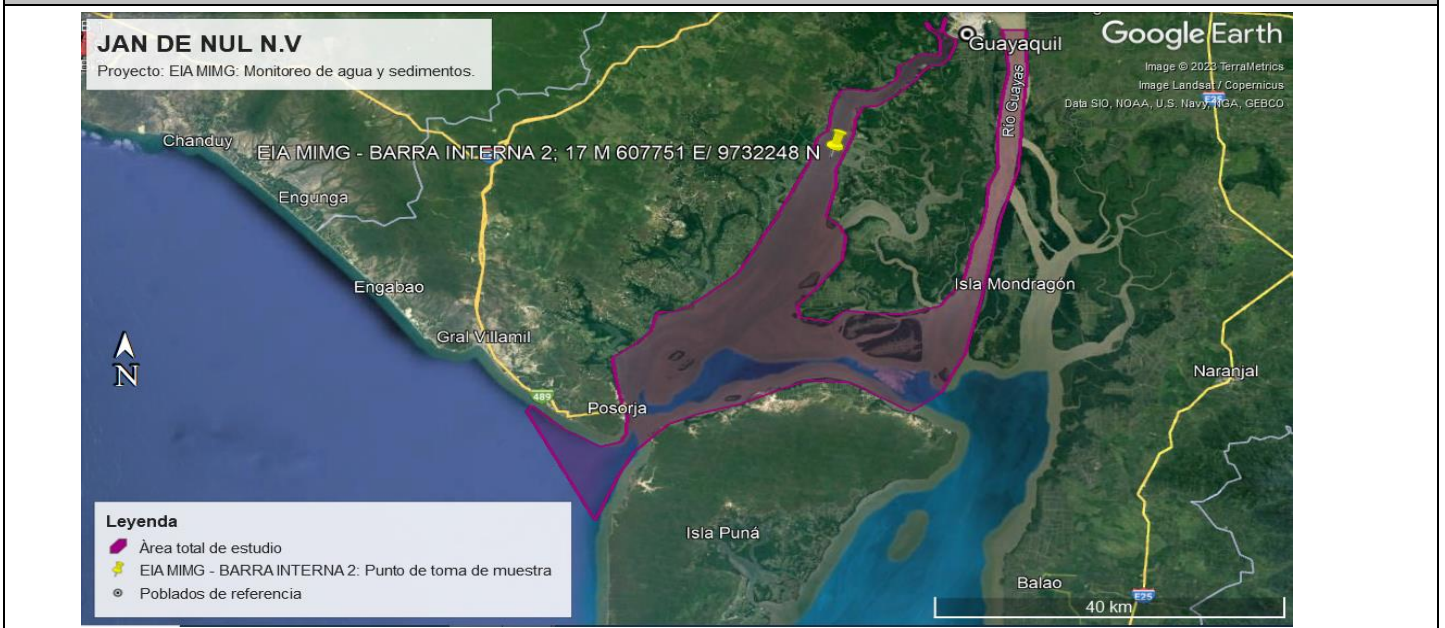 JAN DE NUL N.V
Proyecto: EIA MIMG: Monitoreo de agua y sedimentos.
Google Earth
Image © 2023 TerraMetrics
Image Landsat / Copernicus
Data SIO, NOAA, U.S. Navy, NGA, GEBCO
Guayaquil
Río Guayas
E25
Chanduy
EIA MIMG - BARRA INTERNA 2; 17 M 607751 E/ 9732248 N
Engunga
Engabao
Isla Mondragón
Gral Villamil
N
Naranjal
489
Posorja
Isla Puná
Balao
E25
40 km
Leyenda
Àrea total de estudio
EIA MIMG - BARRA INTERNA 2: Punto de toma de muestra
Poblados de referencia